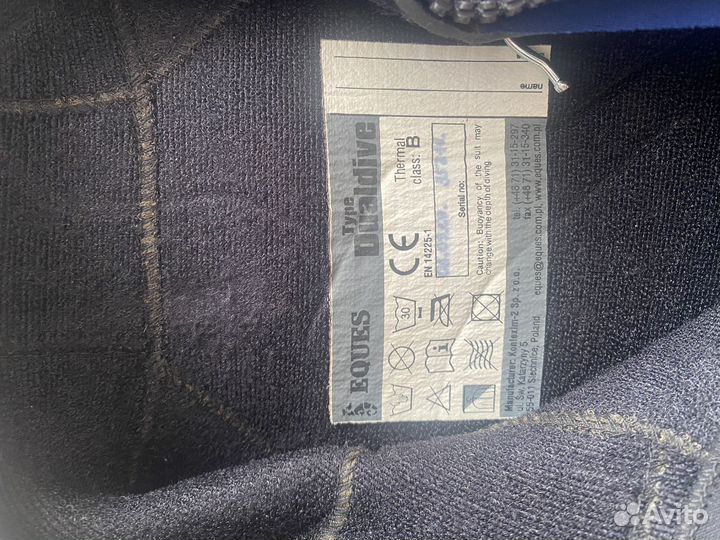 name
EQUES
Type
Dualdive
CE
EN 14225-1
Thermal
class: B
Caution: Buoyancy of the suit may
change with the depth of diving.
Serial no:
30
Manufacturer: Kontexim-2 Sp. z o.o.
ul. Św. Katarzyny 5
55-011 Siechnice, Poland
tel. (+48 71) 31-15-297
fax (+48 71) 31-15-340
eques@eques.com.pl, www.eques.com.pl
Avito